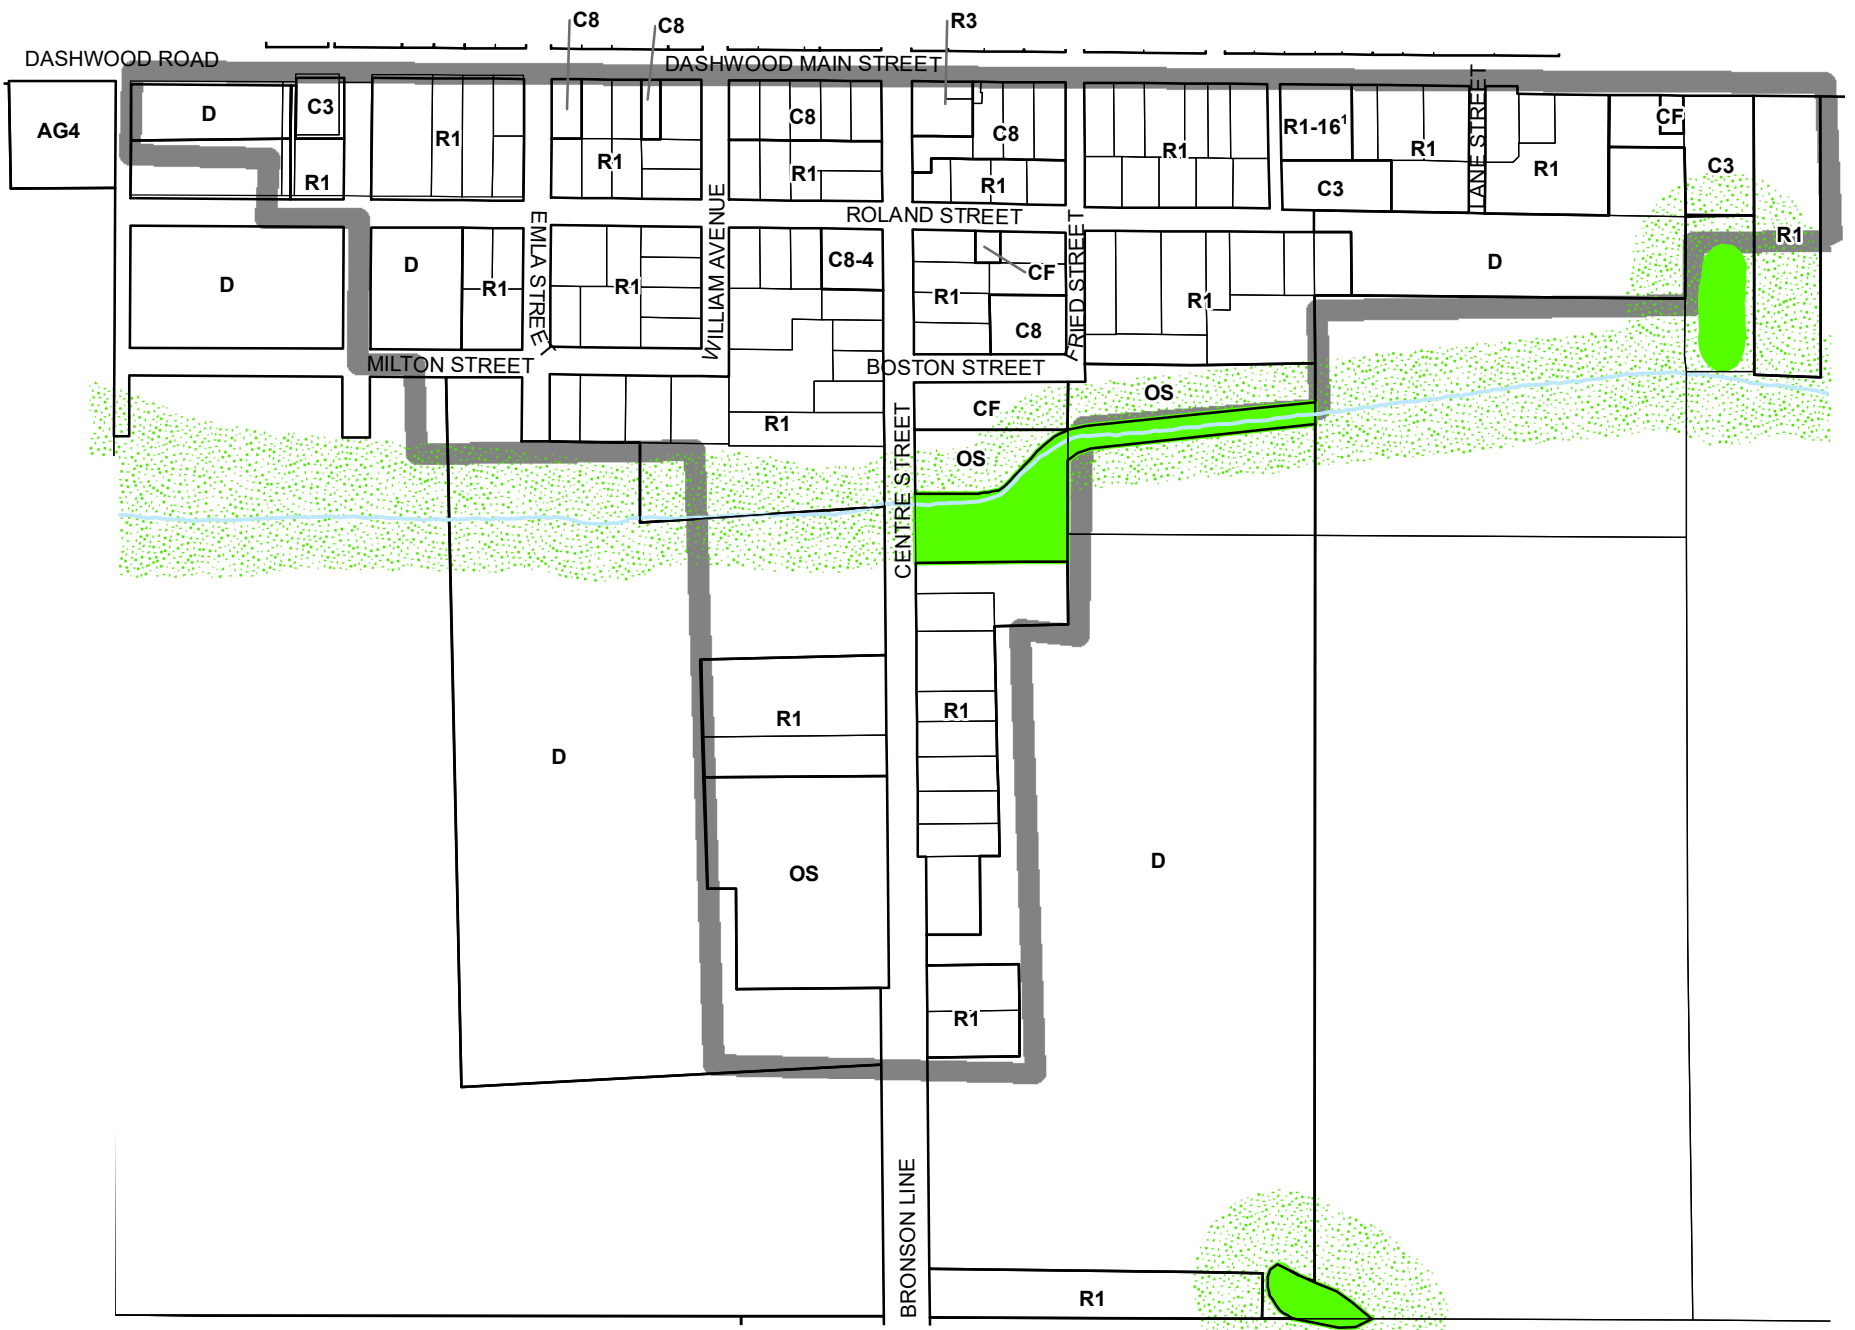 C8
C8
R3
DASHWOOD ROAD
DASHWOOD MAIN STREET
AG4
D
C3
R1
R1
R1
C8
R1
C8
R1
R1
R1-16¹
C3
R1
LANE STREET
R1
CF
C3
R1
ROLAND STREET
D
D
R1
EMLA STREET
R1
WILLIAM AVENUE
C8-4
R1
CF
C8
FRIED STREET
R1
D
MILTON STREET
BOSTON STREET
R1
CF
OS
OS
CENTRE STREET
D
R1
R1
OS
D
R1
BRONSON LINE
R1